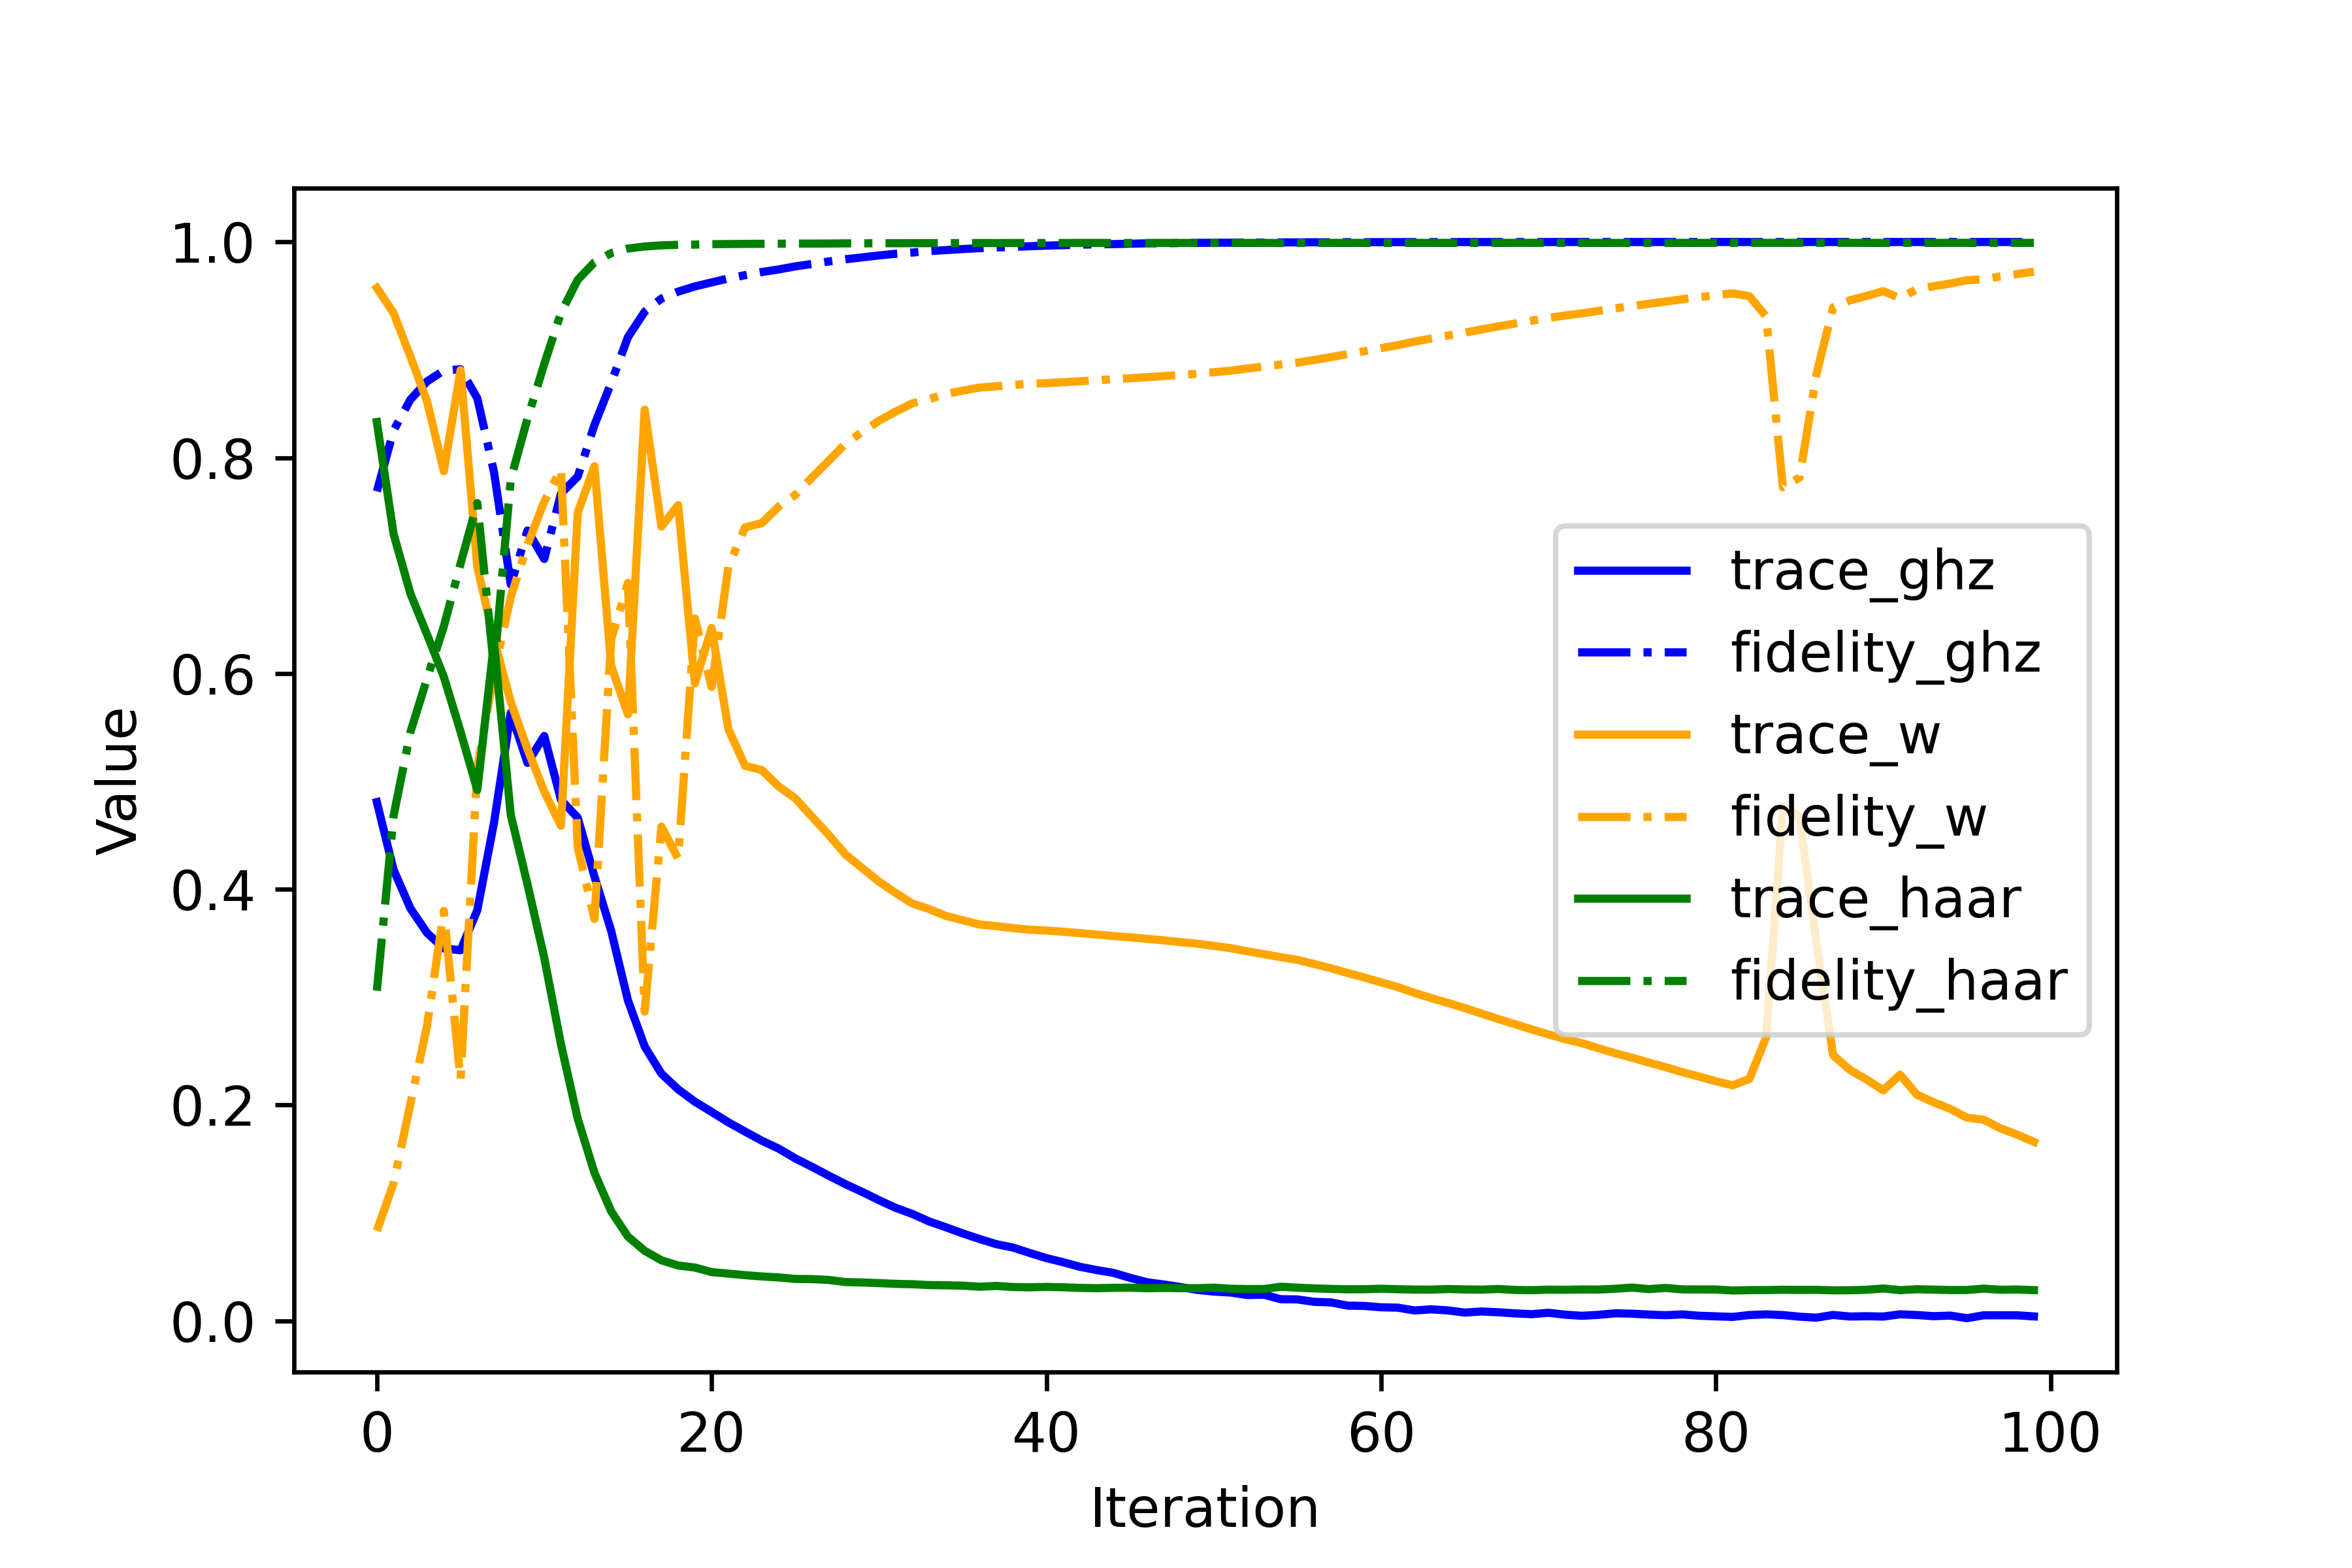 1.0
0.8
0.6
0.4
0.2
0.0
Value
trace_ghz
fidelity_ghz
trace_w
fidelity_w
trace_haar
fidelity_haar
0 20 40 60 80 100
Iteration